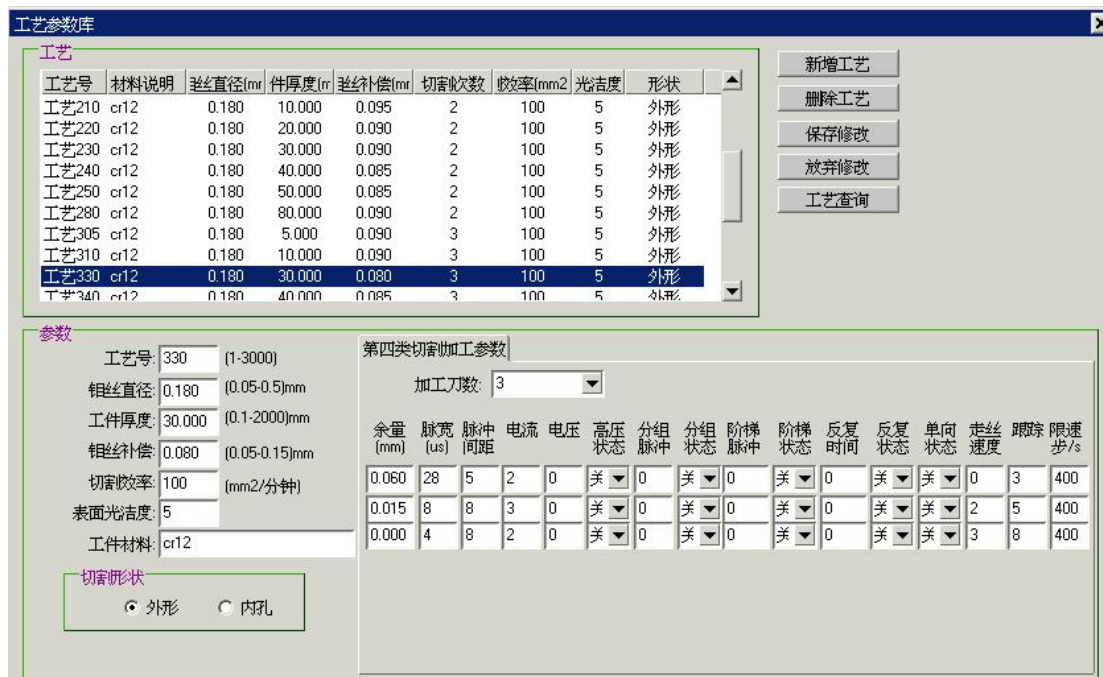 工艺参数库
工艺
工艺号 材料说明 丝直径(mr 件厚度(r 丝补偿(mr 切割次数 效率(mm2 光洁度 形状
工艺210 cr12 0.180 10.000 0.095 2 100 5 外形
工艺220 cr12 0.180 20.000 0.090 2 100 5 外形
工艺230 cr12 0.180 30.000 0.090 2 100 5 外形
工艺240 cr12 0.180 40.000 0.085 2 100 5 外形
工艺250 cr12 0.180 50.000 0.085 2 100 5 外形
工艺280 cr12 0.180 80.000 0.090 2 100 5 外形
工艺305 cr12 0.180 5.000 0.090 3 100 5 外形
工艺310 cr12 0.180 10.000 0.090 3 100 5 外形
工艺330 cr12 0.180 30.000 0.080 3 100 5 外形
工艺340 cr12 0.180 40.000 0.085 3 100 5 外形
新增工艺
删除工艺
保存修改
放弃修改
工艺查询
参数
工艺号: 330 (1-3000)
钼丝直径: 0.180 (0.05-0.5)mm
工件厚度: 30.000 (0.1-2000)mm
钼丝补偿: 0.080 (0.05-0.15)mm
切割效率: 100 (mm2/分钟)
表面光洁度: 5
工件材料: cr12
切割形状
外形 内孔
第四类切割加工参数
加工刀数: 3
余量 脉宽 脉冲 电流 电压 高压 分组 分组 阶梯 阶梯 反复 反复 单向 走丝 跟踪 限速
(mm) (us) 间距 状态 脉冲 状态 脉冲 状态 时间 状态 状态 速度 步/s
0.060 28 5 2 0 关 0 关 0 关 0 关 关 0 3 400
0.015 8 8 3 0 关 0 关 0 关 0 关 关 2 5 400
0.000 4 8 2 0 关 0 关 0 关 0 关 关 3 8 400